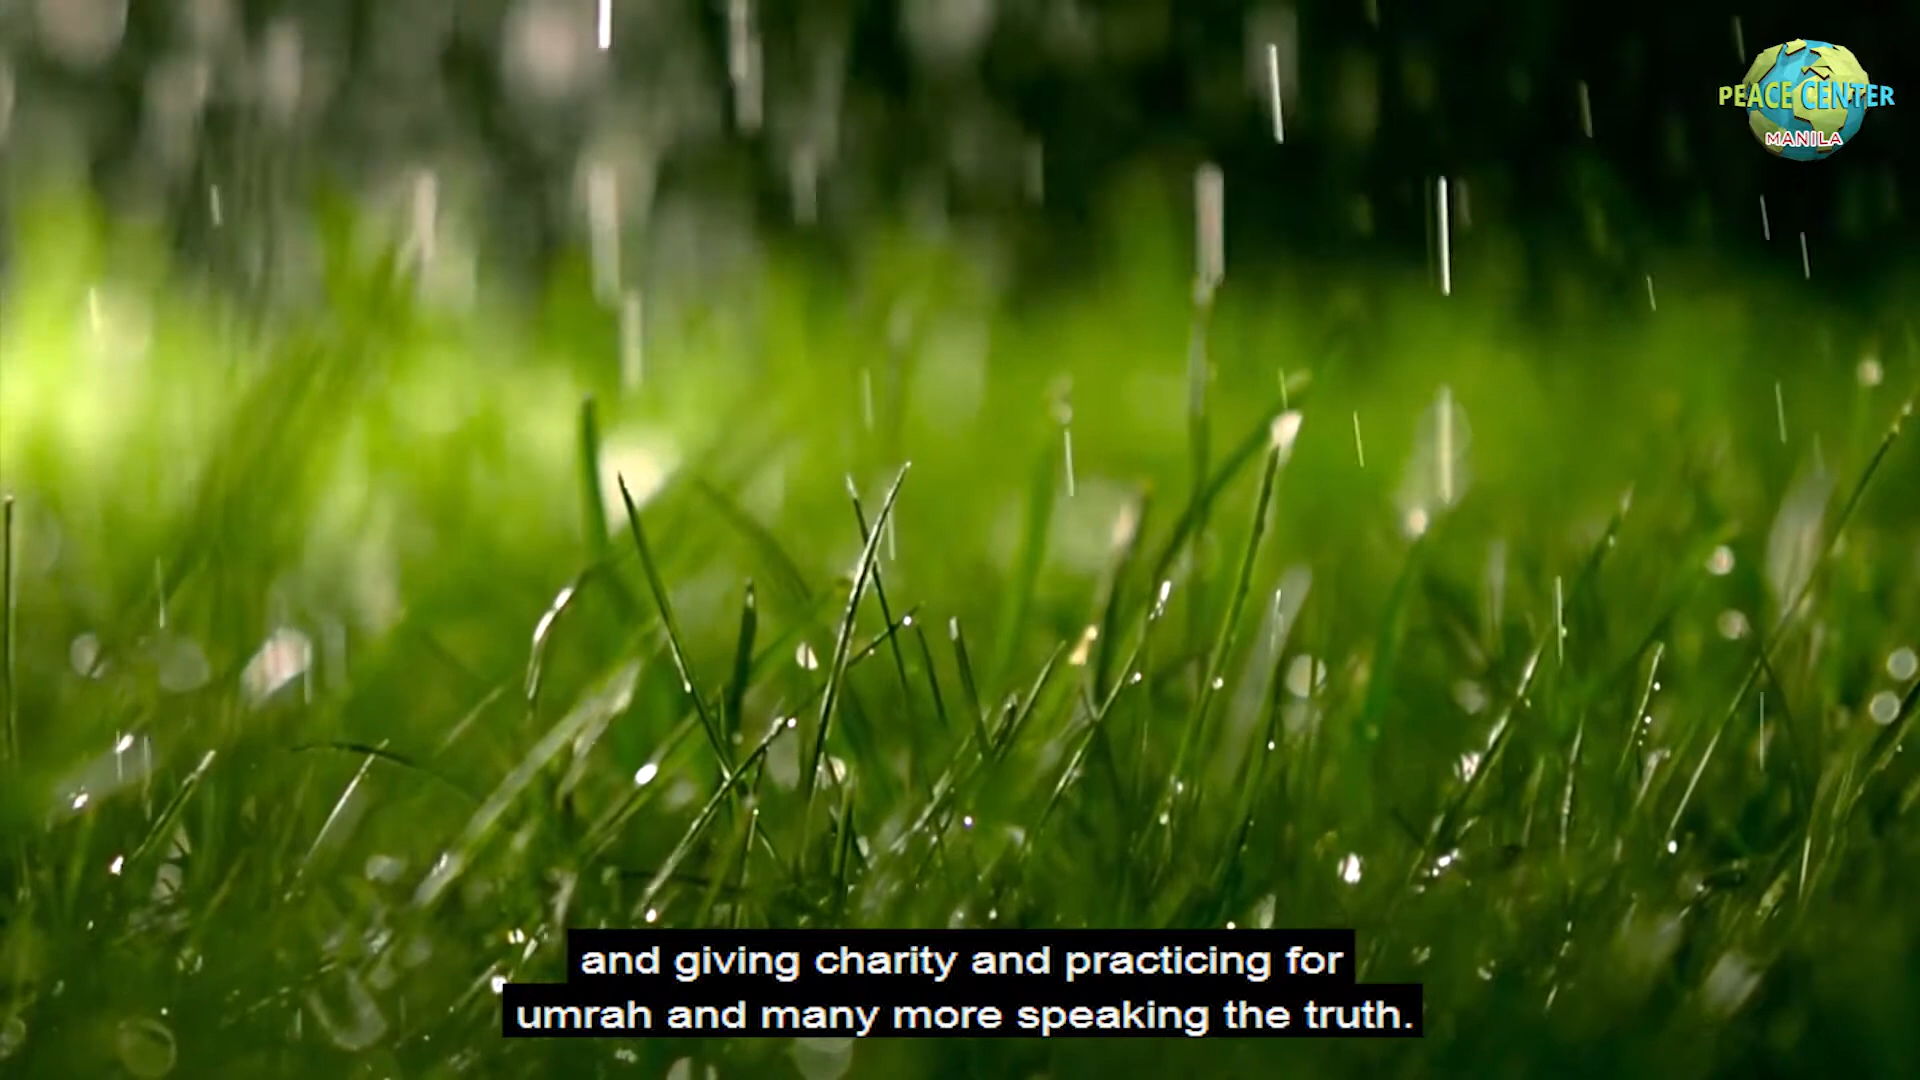 PEACE CENTER
MANILA
and giving charity and practicing for
umrah and many more speaking the truth.